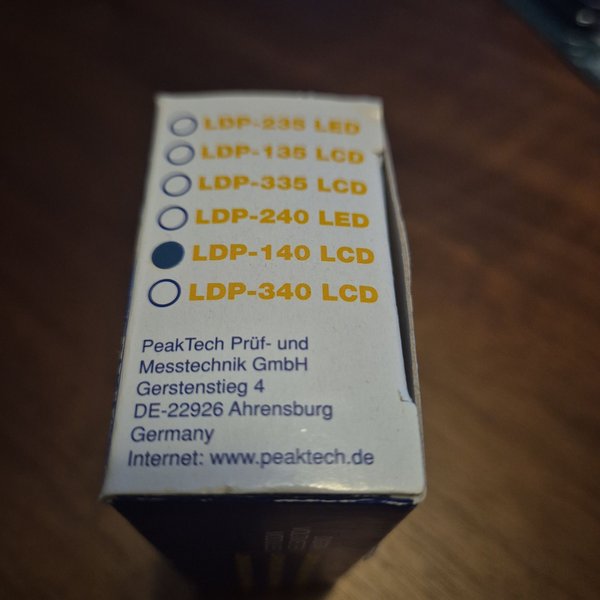 LDP-235 LED
LDP-135 LCD
LDP-335 LCD
LDP-240 LED
LDP-140 LCD
LDP-340 LCD
PeakTech Prüf- und
Messtechnik GmbH
Gerstenstieg 4
DE-22926 Ahrensburg
Germany
Internet: www.peaktech.de